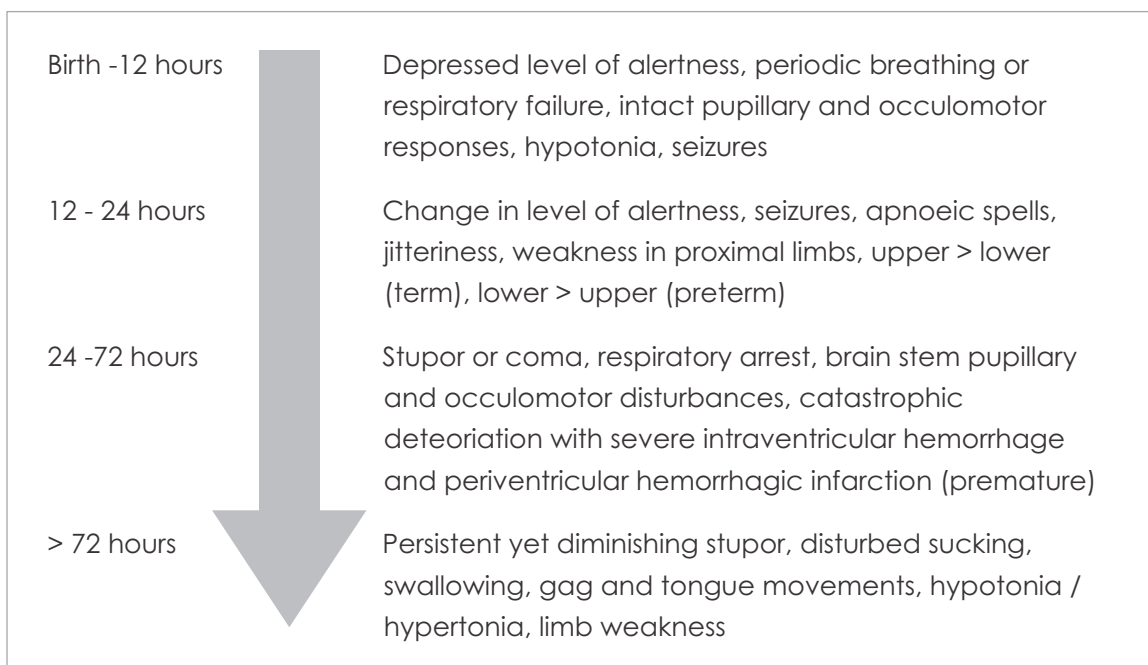 Birth -12 hours
Depressed level of alertness, periodic breathing or
respiratory failure, intact pupillary and occulomotor
responses, hypotonia, seizures
12 - 24 hours
Change in level of alertness, seizures, apnoeic spells,
jitteriness, weakness in proximal limbs, upper > lower
(term), lower > upper (preterm)
24 -72 hours
Stupor or coma, respiratory arrest, brain stem pupillary
and occulomotor disturbances, catastrophic
deteoriation with severe intraventricular hemorrhage
and periventricular hemorrhagic infarction (premature)
> 72 hours
Persistent yet diminishing stupor, disturbed sucking,
swallowing, gag and tongue movements, hypotonia /
hypertonia, limb weakness